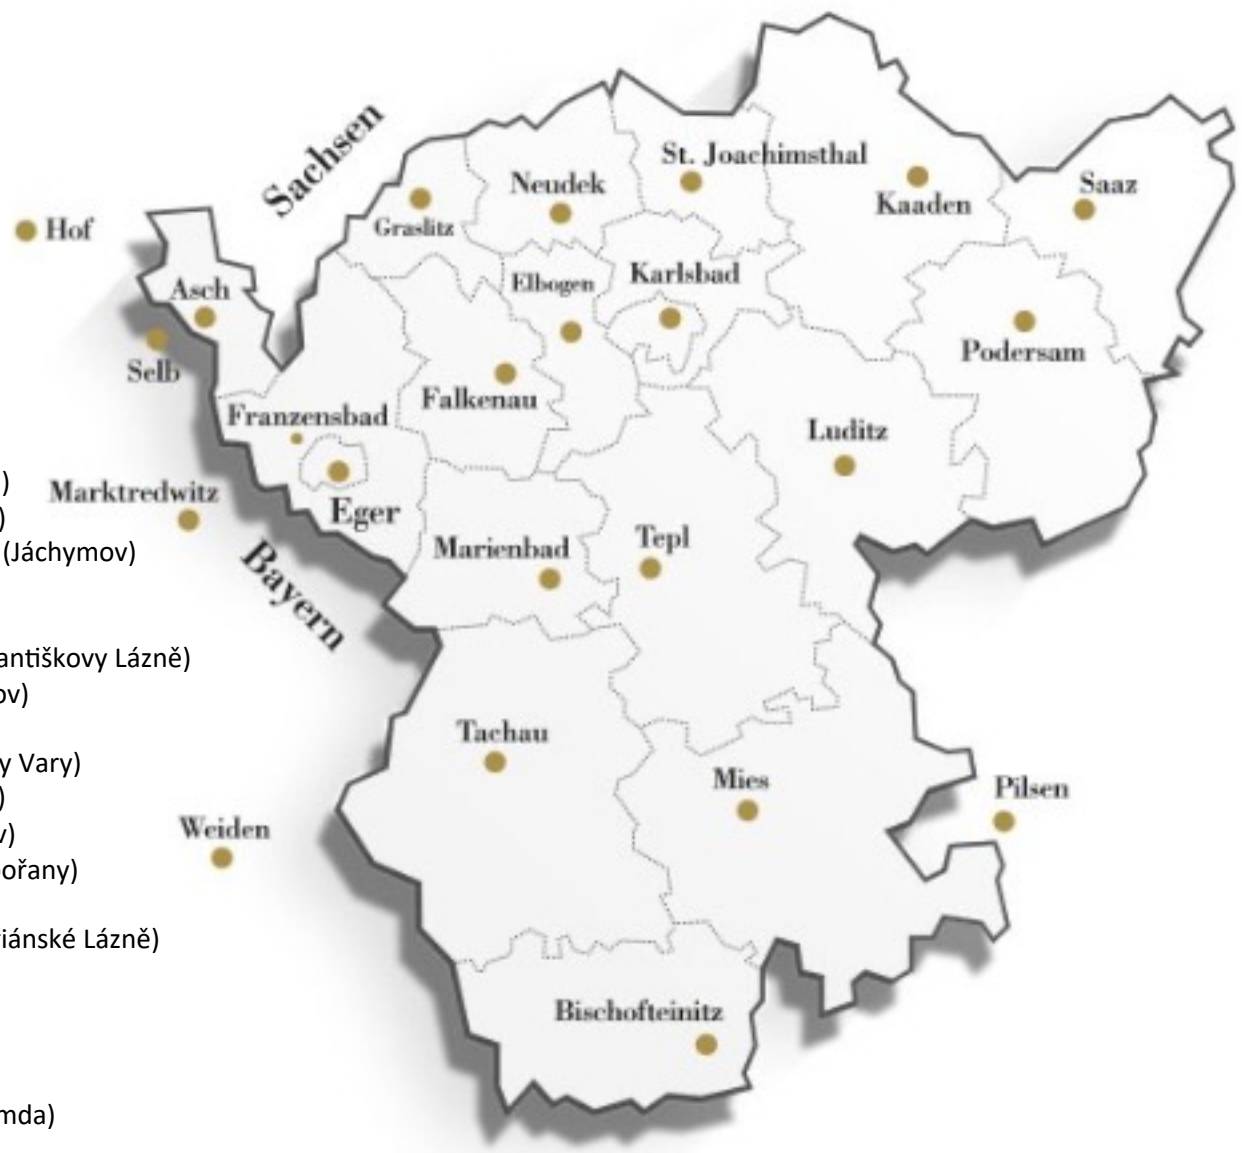 Sachsen
St. Joachimsthal
Neudek
Saaz
Kaaden
Graslitz
Hof
Karlsbad
Elbogen
Asch
Podersam
Selb
Falkenau
Franzensbad
Luditz
)
Marktredwitz
Eger
)
Tepl
Marienbad
(Jáchymov)
Bayern
antiškovy Lázně)
ov)
Tachau
y Vary)
Mies
Pilsen
)
Weiden
v)
bořany)
iánské Lázně)
Bischofteinitz
mda)